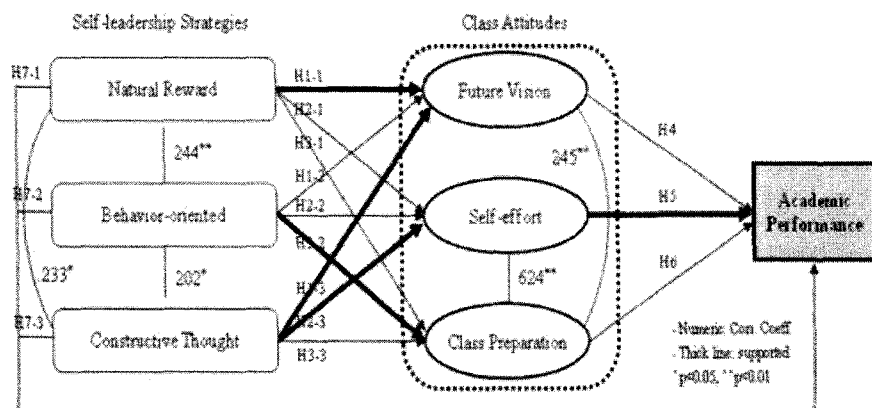 Self-leadership Strategies
Class Attitudes
H7-1
Natural Reward
H1-1
Future Vision
H2-1
H3-1
H4
244**
245**
H1-2
H7-2
Behavior-oriented
H2-2
Self-effort
H5
Academic
Performance
233*
202*
624**
H6
H7-3
Constructive Thought
H2-3
H3-3
Class Preparation
- Numeric: Corr. Coeff
- Thick line: supported
*p<0.05, **p<0.01